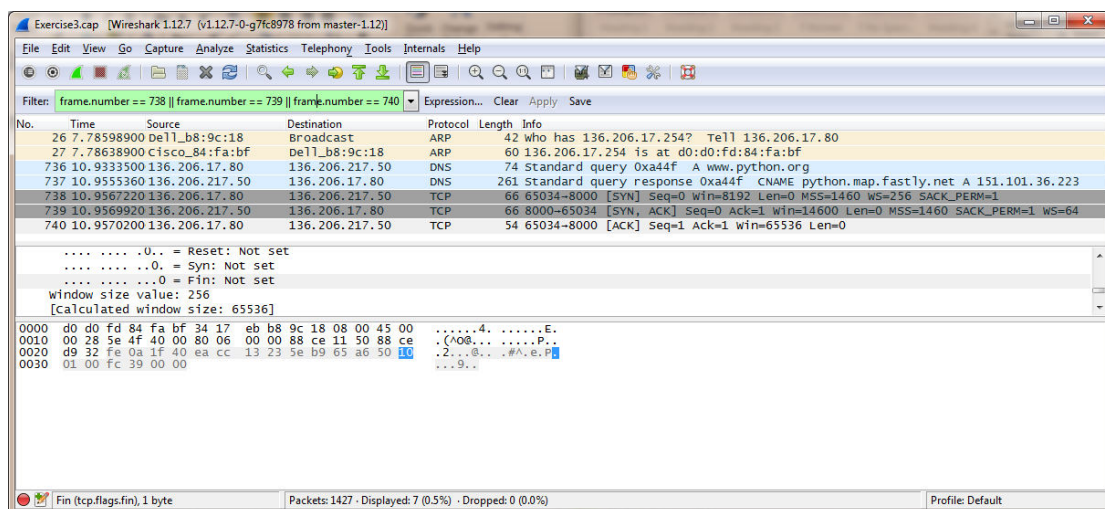 Exercise3.cap [Wireshark 1.12.7 (v1.12.7-0-g7fc8978 from master-1.12)]
File Edit View Go Capture Analyze Statistics Telephony Tools Internals Help
Filter: frame.number == 738 || frame.number == 739 || frame.number == 740 Expression... Clear Apply Save
No. Time Source Destination Protocol Length Info
26 7.78598900 Dell_b8:9c:18 Broadcast ARP 42 Who has 136.206.17.254? Tell 136.206.17.80
27 7.78638900 Cisco_84:fa:bf Dell_b8:9c:18 ARP 60 136.206.17.254 is at d0:d0:fd:84:fa:bf
736 10.9333500 136.206.17.80 136.206.217.50 DNS 74 Standard query 0xa44f A www.python.org
737 10.9555360 136.206.217.50 136.206.17.80 DNS 261 Standard query response 0xa44f CNAME python.map.fastly.net A 151.101.36.223
738 10.9567220 136.206.17.80 136.206.217.50 TCP 66 65034→8000 [SYN] Seq=0 Win=8192 Len=0 MSS=1460 WS=256 SACK_PERM=1
739 10.9569920 136.206.217.50 136.206.17.80 TCP 66 8000→65034 [SYN, ACK] Seq=0 Ack=1 Win=14600 Len=0 MSS=1460 SACK_PERM=1 WS=64
740 10.9570200 136.206.17.80 136.206.217.50 TCP 54 65034→8000 [ACK] Seq=1 Ack=1 Win=65536 Len=0
.... .... .0.. = Reset: Not set
.... .... ..0. = Syn: Not set
.... .... ...0 = Fin: Not set
Window size value: 256
[Calculated window size: 65536]
0000 d0 d0 fd 84 fa bf 34 17 eb b8 9c 18 08 00 45 00 ......4. ......E.
0010 00 28 5e 4f 40 00 80 06 00 00 88 ce 11 50 88 ce .(^O@... .....P..
0020 d9 32 fe 0a 1f 40 ea cc 13 23 5e b9 65 a6 50 10 .2...@.. .#^.e.P.
0030 01 00 fc 39 00 00 ...9..
Fin (tcp.flags.fin), 1 byte Packets: 1427 · Displayed: 7 (0.5%) · Dropped: 0 (0.0%) Profile: Default